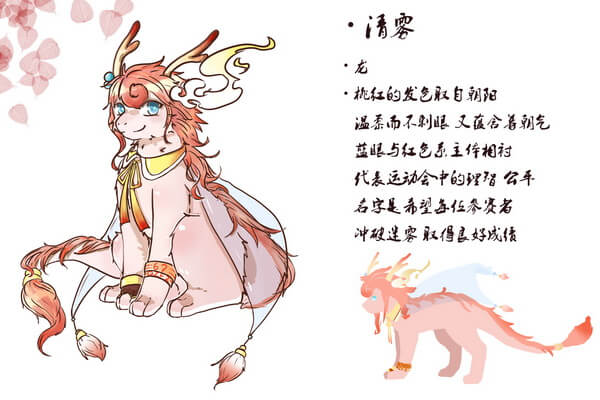 ·清雾
·龙
·桃红的发色取自朝阳
温柔而不刺眼 又蕴含着朝气
蓝眼与红色系主体相衬
代表运动会中的理智 公平
名字是希望每位参赛者
冲破迷雾 取得良好成绩